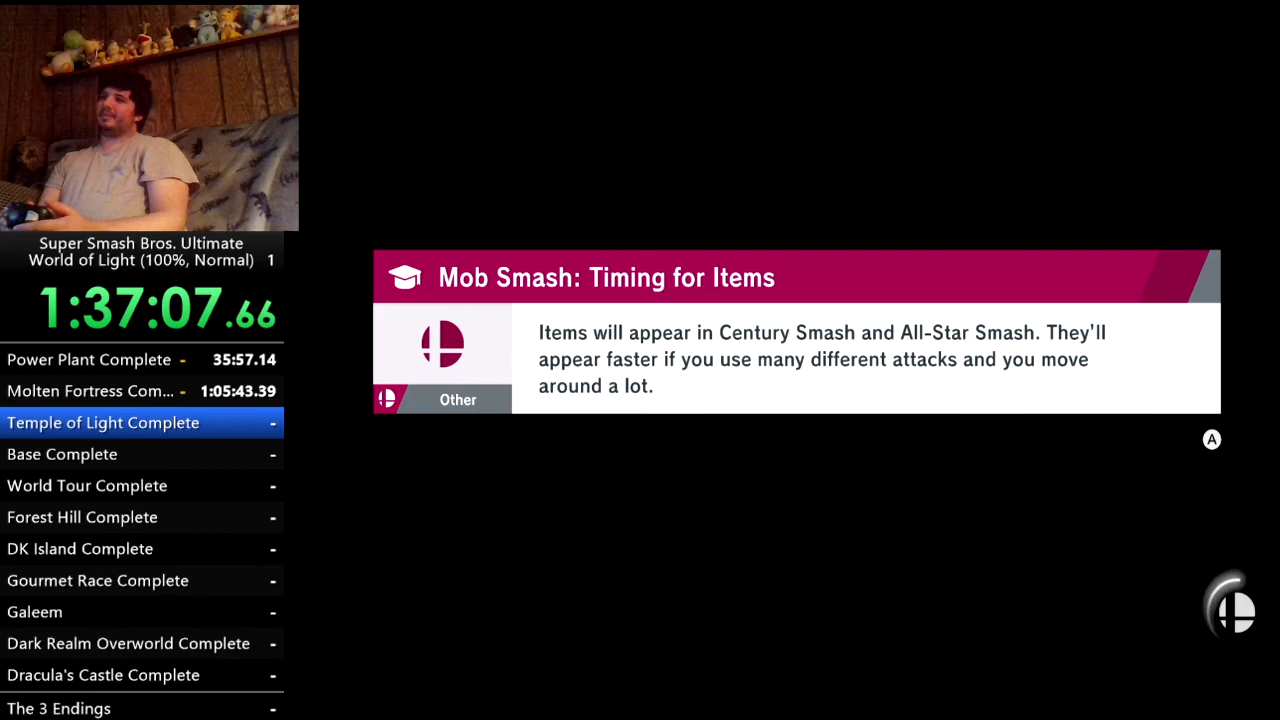 Super Smash Bros. Ultimate
World of Light (100%, Normal) 1
1:37:07.66
Power Plant Complete - 35:57.14
Molten Fortress Com... - 1:05:43.39
Temple of Light Complete -
Base Complete -
World Tour Complete -
Forest Hill Complete -
DK Island Complete -
Gourmet Race Complete -
Galeem -
Dark Realm Overworld Complete -
Dracula's Castle Complete -
The 3 Endings -
Mob Smash: Timing for Items
Items will appear in Century Smash and All-Star Smash. They'll
appear faster if you use many different attacks and you move
around a lot.
Other
A